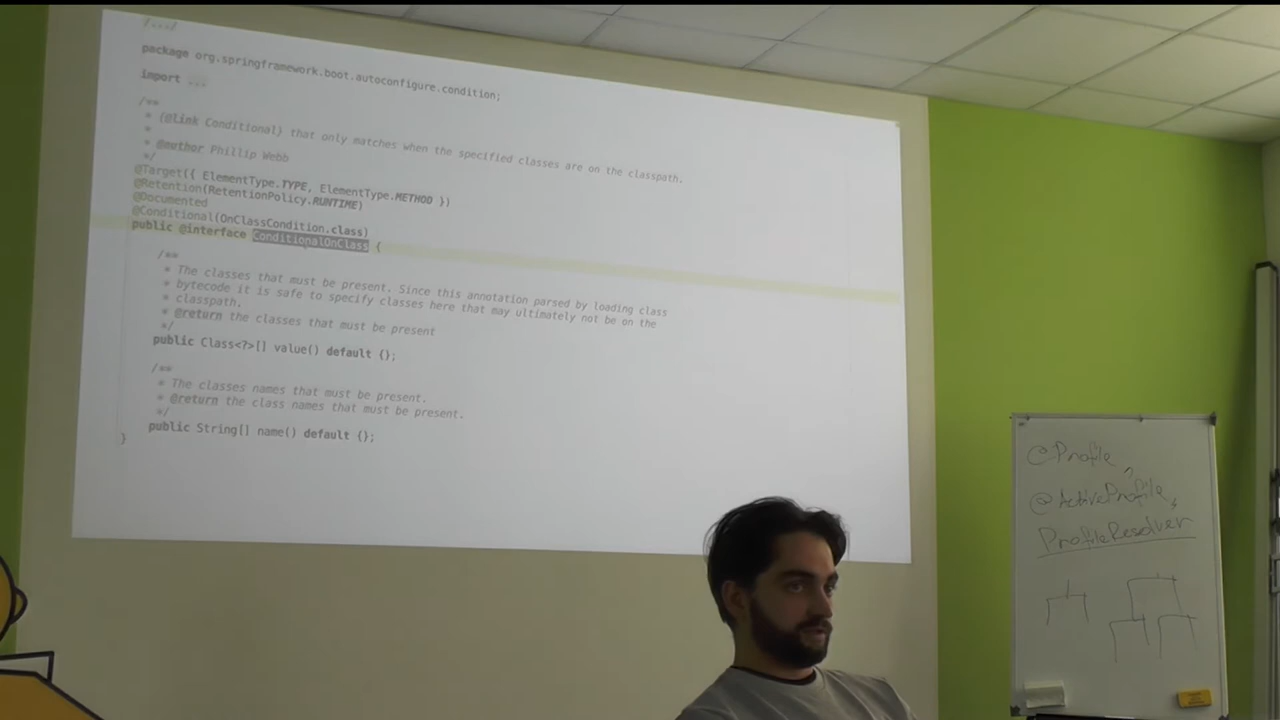 /.../
package org.springframework.boot.autoconfigure.condition;
import ...
/**
 * {@link Conditional} that only matches when the specified classes are on the classpath.
 *
 * @author Phillip Webb
 */
@Target({ ElementType.TYPE, ElementType.METHOD })
@Retention(RetentionPolicy.RUNTIME)
@Documented
@Conditional(OnClassCondition.class)
public @interface ConditionalOnClass {
/**
 * The classes that must be present. Since this annotation parsed by loading class
 * bytecode it is safe to specify classes here that may ultimately not be on the
 * classpath.
 * @return the classes that must be present
 */
public Class<?>[] value() default {};
/**
 * The classes names that must be present.
 * @return the class names that must be present.
 */
public String[] name() default {};
}
@Profile
@ActiveProfile
ProfileResolver